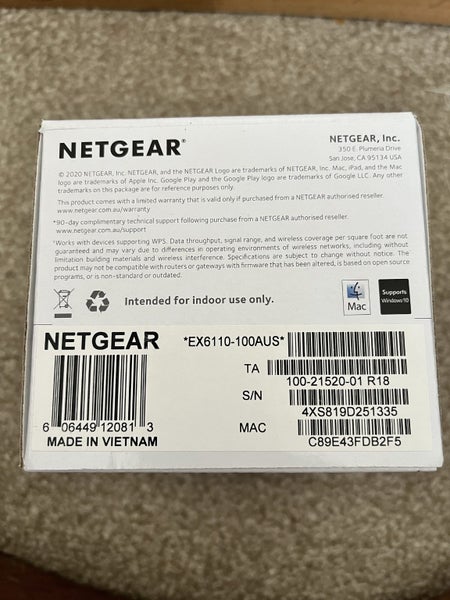 NETGEAR®
NETGEAR, Inc.
350 E. Plumeria Drive
San Jose, CA 95134 USA
© 2020 NETGEAR, Inc. NETGEAR, and the NETGEAR Logo are trademarks of NETGEAR, Inc. Mac, iPad, and the Mac
logo are trademarks of Apple Inc. Google Play and the Google Play logo are trademarks of Google LLC. Any other
trademarks on this package are for reference purposes only.
This product comes with a limited warranty that is valid only if purchased from a NETGEAR authorised reseller.
www.netgear.com.au/warranty
*90-day complimentary technical support following purchase from a NETGEAR authorised reseller.
www.netgear.com.au/support
Works with devices supporting WPS. Data throughput, signal range, and wireless coverage per square foot are not
guaranteed and may vary due to differences in operating environments of wireless networks, including without
limitation building materials and wireless interference. Specifications are subject to change without notice. The
product may not be compatible with routers or gateways with firmware that has been altered, is based on open source
programs, or is non-standard or outdated.
Intended for indoor use only.
Mac
Supports
Windows 10
NETGEAR
*EX6110-100AUS*
TA
100-21520-01 R18
S/N
4XS819D251335
6 06449 12081 3
MAC
C89E43FDB2F5
MADE IN VIETNAM